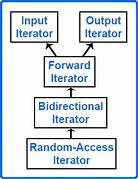 Input
Iterator
Output
Iterator
Forward
Iterator
Bidirectional
Iterator
Random-Access
Iterator